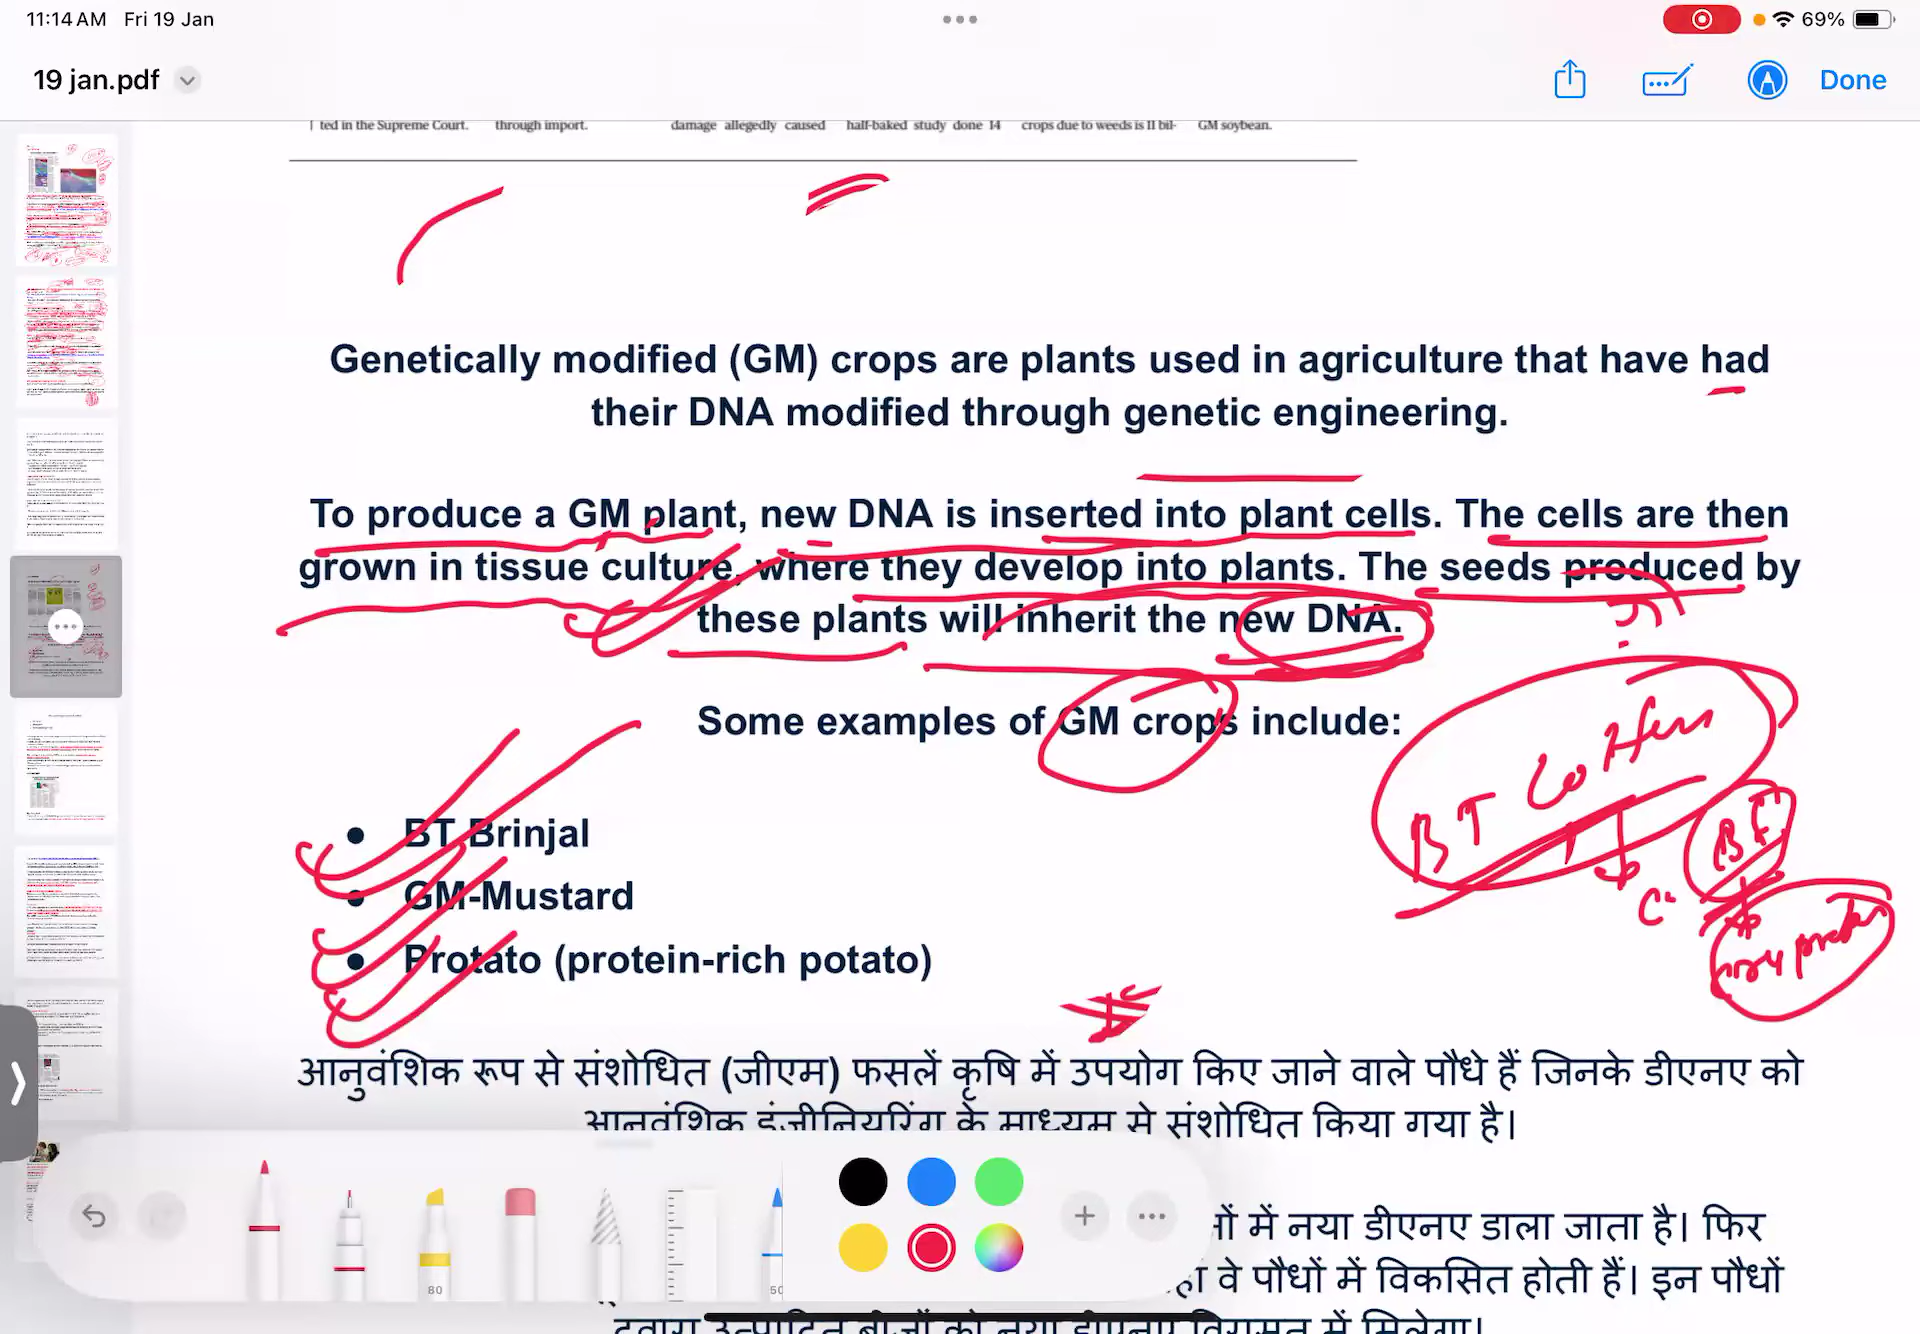 11:14 AM Fri 19 Jan
69%
19 jan.pdf
Done
ted in the Supreme Court. through import. damage allegedly caused half-baked study done 14 crops due to weeds is 11 bil- GM soybean.
Genetically modified (GM) crops are plants used in agriculture that have had
their DNA modified through genetic engineering.
To produce a GM plant, new DNA is inserted into plant cells. The cells are then
grown in tissue culture, where they develop into plants. The seeds produced by
these plants will inherit the new DNA.
Some examples of GM crops include:
BT
• BT Brinjal
• GM-Mustard
• Protato (protein-rich potato)
आनुवंशिक रूप से संशोधित (जीएम) फसलें कृषि में उपयोग किए जाने वाले पौधे हैं जिनके डीएनए को
आनुवंशिक इंजीनियरिंग के माध्यम से संशोधित किया गया है।
में नया डीएनए डाला जाता है। फिर
वे पौधों में विकसित होती हैं। इन पौधों
द्वारा उत्पादित बीजों को नया डीएनए विरासत में मिलेगा।
80
50